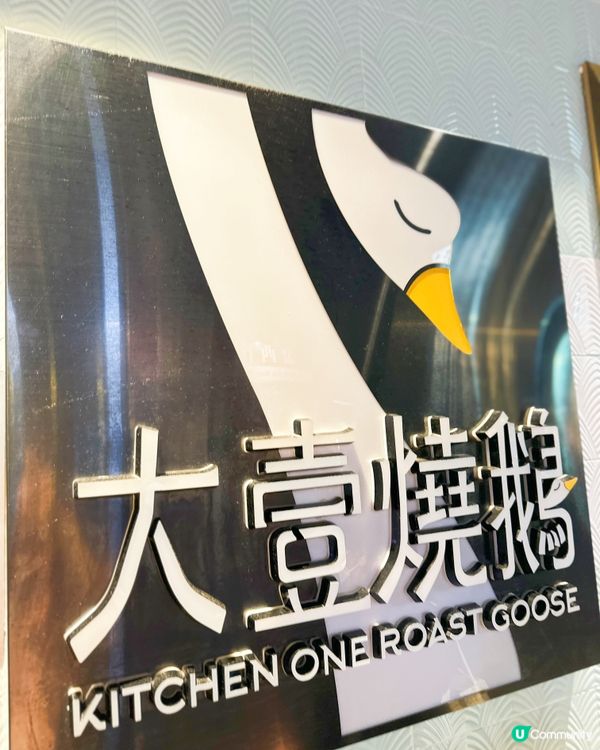 大壹燒鵝
KITCHEN ONE ROAST GOOSE
U Community